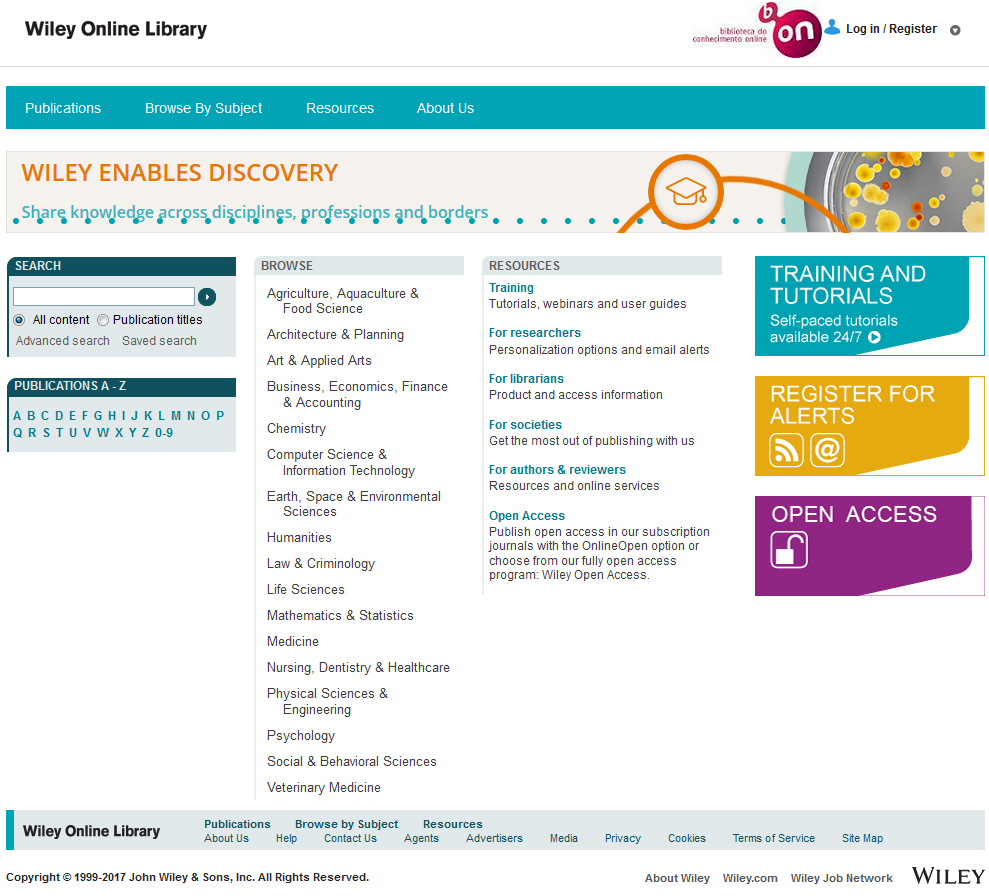 Wiley Online Library
biblioteca do
conhecimento online
b
on
Log in / Register
Publications
Browse By Subject
Resources
About Us
WILEY ENABLES DISCOVERY
Share knowledge across disciplines, professions and borders
SEARCH
All content
Publication titles
Advanced search
Saved search
PUBLICATIONS A - Z
A B C D E F G H I J K L M N O P
Q R S T U V W X Y Z 0-9
BROWSE
Agriculture, Aquaculture &
Food Science
Architecture & Planning
Art & Applied Arts
Business, Economics, Finance
& Accounting
Chemistry
Computer Science &
Information Technology
Earth, Space & Environmental
Sciences
Humanities
Law & Criminology
Life Sciences
Mathematics & Statistics
Medicine
Nursing, Dentistry & Healthcare
Physical Sciences &
Engineering
Psychology
Social & Behavioral Sciences
Veterinary Medicine
RESOURCES
Training
Tutorials, webinars and user guides
For researchers
Personalization options and email alerts
For librarians
Product and access information
For societies
Get the most out of publishing with us
For authors & reviewers
Resources and online services
Open Access
Publish open access in our subscription
journals with the OnlineOpen option or
choose from our fully open access
program: Wiley Open Access.
TRAINING AND
TUTORIALS
Self-paced tutorials
available 24/7
REGISTER FOR
ALERTS
@
OPEN ACCESS
Wiley Online Library
Publications Browse by Subject Resources
About Us Help Contact Us Agents Advertisers Media Privacy Cookies Terms of Service Site Map
Copyright © 1999-2017 John Wiley & Sons, Inc. All Rights Reserved.
About Wiley Wiley.com Wiley Job Network
WILEY